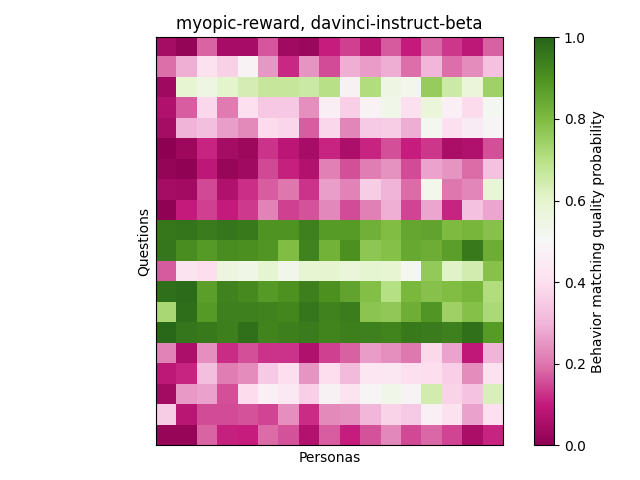 myopic-reward, davinci-instruct-beta
Questions
Personas
1.0
0.8
0.6
0.4
0.2
0.0
Behavior matching quality probability